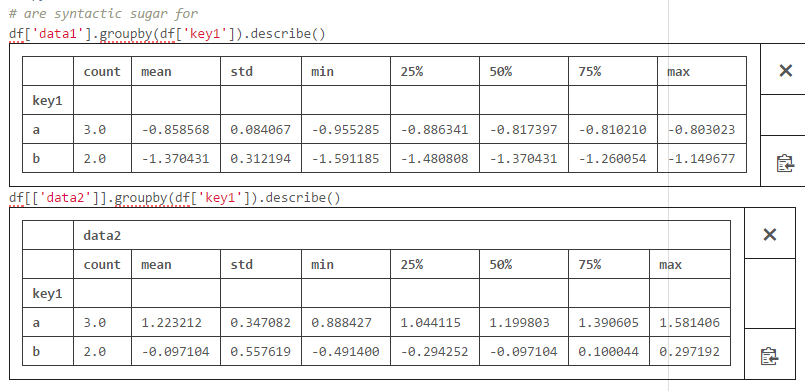 # are syntactic sugar for
df['data1'].groupby(df['key1']).describe()
count mean std min 25% 50% 75% max
key1
a 3.0 -0.858568 0.084067 -0.955285 -0.886341 -0.817397 -0.810210 -0.803023
b 2.0 -1.370431 0.312194 -1.591185 -1.480808 -1.370431 -1.260054 -1.149677
df[['data2']].groupby(df['key1']).describe()
data2
count mean std min 25% 50% 75% max
key1
a 3.0 1.223212 0.347082 0.888427 1.044115 1.199803 1.390605 1.581406
b 2.0 -0.097104 0.557619 -0.491400 -0.294252 -0.097104 0.100044 0.297192